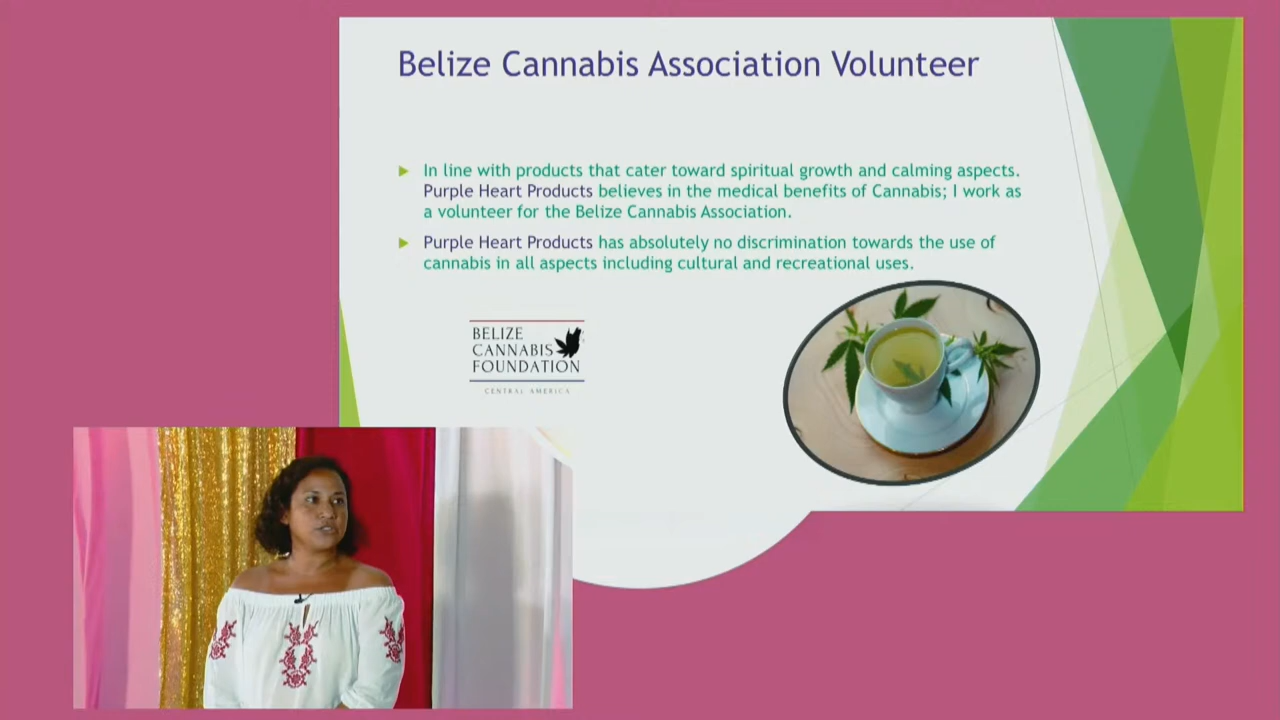 Belize Cannabis Association Volunteer
In line with products that cater toward spiritual growth and calming aspects.
Purple Heart Products believes in the medical benefits of Cannabis; I work as
a volunteer for the Belize Cannabis Association.
Purple Heart Products has absolutely no discrimination towards the use of
cannabis in all aspects including cultural and recreational uses.
BELIZE
CANNABIS
FOUNDATION
CENTRAL AMERICA